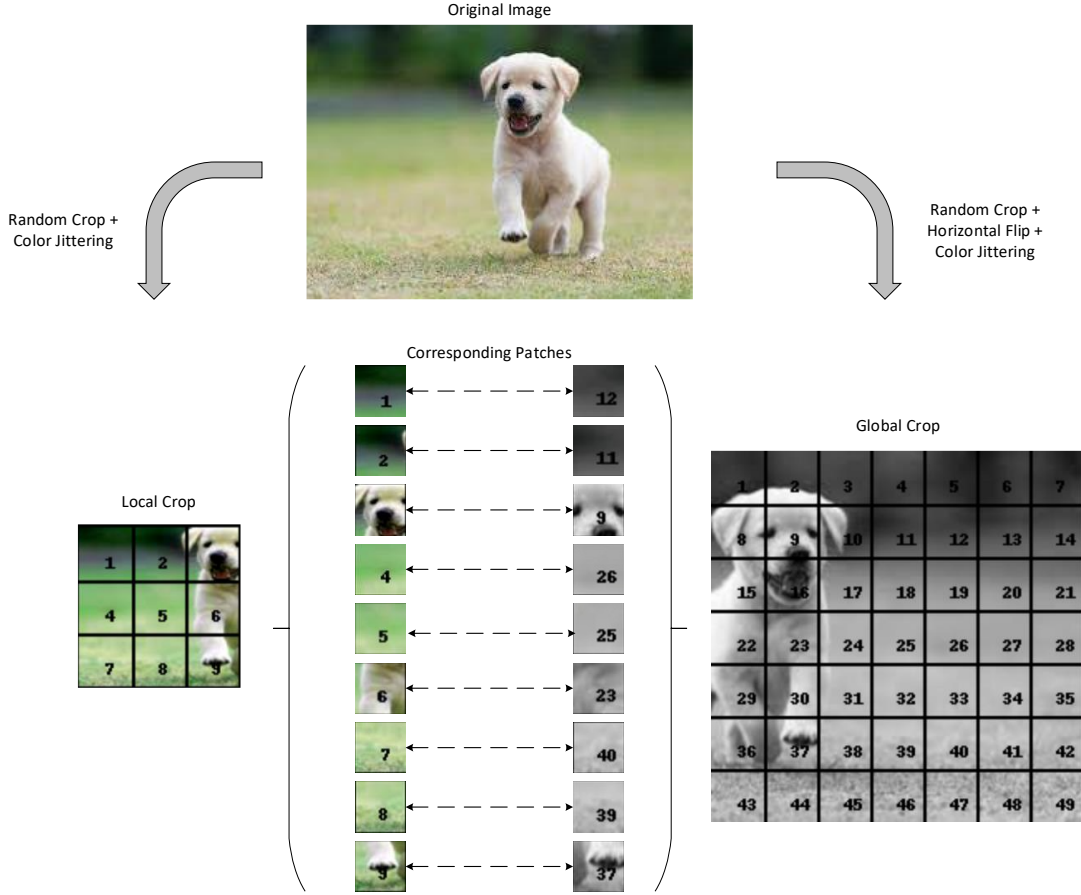 Original Image
Random Crop +
Color Jittering
Random Crop +
Horizontal Flip +
Color Jittering
Corresponding Patches
1 12
2 11
9
4 26
5 25
6 23
7 40
8 39
9 37
Local Crop
1 2
4 5 6
7 8 9
Global Crop
1 2 3 4 5 6 7
8 9 10 11 12 13 14
15 16 17 18 19 20 21
22 23 24 25 26 27 28
29 30 31 32 33 34 35
36 37 38 39 40 41 42
43 44 45 46 47 48 49